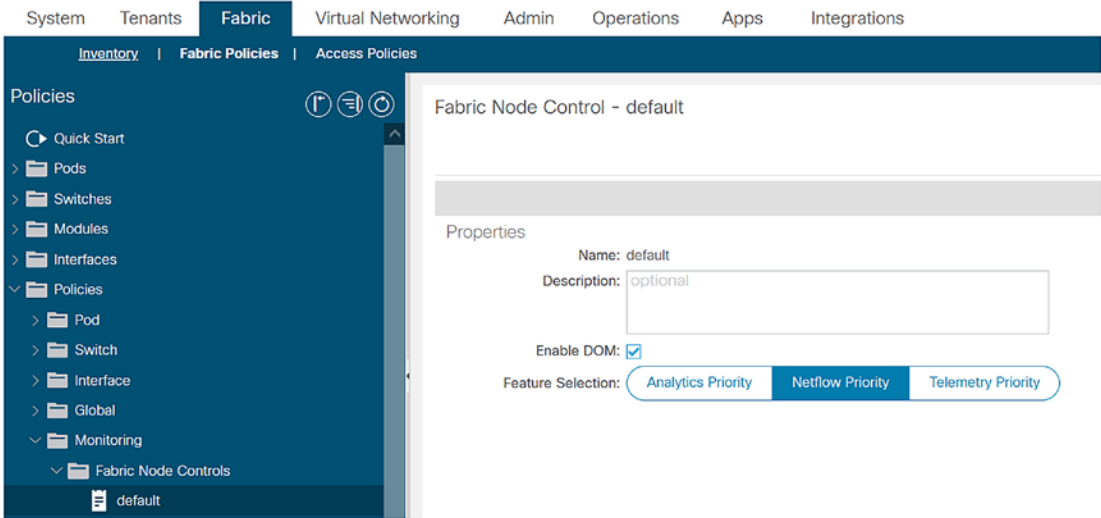 System Tenants Fabric Virtual Networking Admin Operations Apps Integrations
Inventory | Fabric Policies | Access Policies
Policies
Quick Start
Pods
Switches
Modules
Interfaces
Policies
Pod
Switch
Interface
Global
Monitoring
Fabric Node Controls
default
Fabric Node Control - default
Properties
Name: default
Description: optional
Enable DOM:
Feature Selection: Analytics Priority Netflow Priority Telemetry Priority